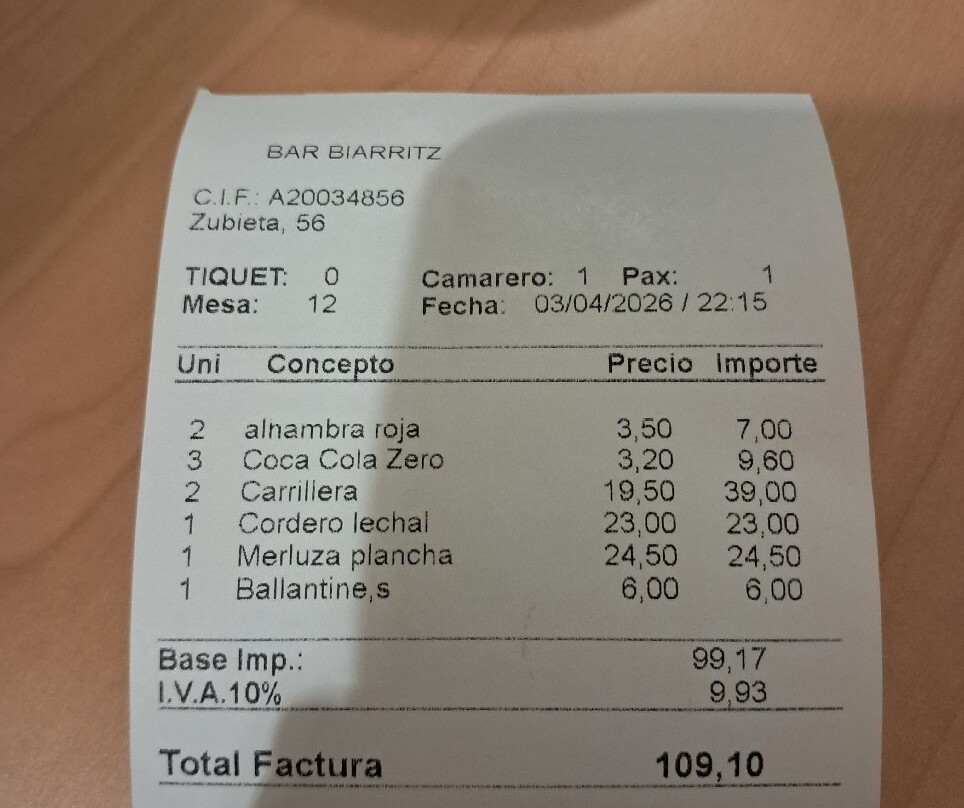 BAR BIARRITZ
C.I.F.: A20034856
Zubieta, 56
TIQUET: 0 Camarero: 1 Pax: 1
Mesa: 12 Fecha: 03/04/2026 / 22:15
Uni Concepto Precio Importe
2 alhambra roja 3,50 7,00
3 Coca Cola Zero 3,20 9,60
2 Carrillera 19,50 39,00
1 Cordero lechal 23,00 23,00
1 Merluza plancha 24,50 24,50
1 Ballantine,s 6,00 6,00
Base Imp.: 99,17
I.V.A.10% 9,93
Total Factura 109,10